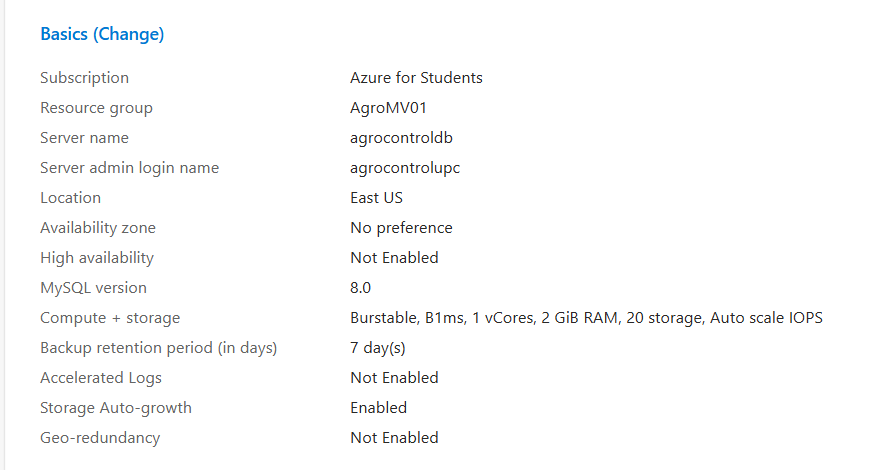 Basics (Change)
Subscription Azure for Students
Resource group AgroMV01
Server name agrocontroldb
Server admin login name agrocontrolupc
Location East US
Availability zone No preference
High availability Not Enabled
MySQL version 8.0
Compute + storage Burstable, B1ms, 1 vCores, 2 GiB RAM, 20 storage, Auto scale IOPS
Backup retention period (in days) 7 day(s)
Accelerated Logs Not Enabled
Storage Auto-growth Enabled
Geo-redundancy Not Enabled